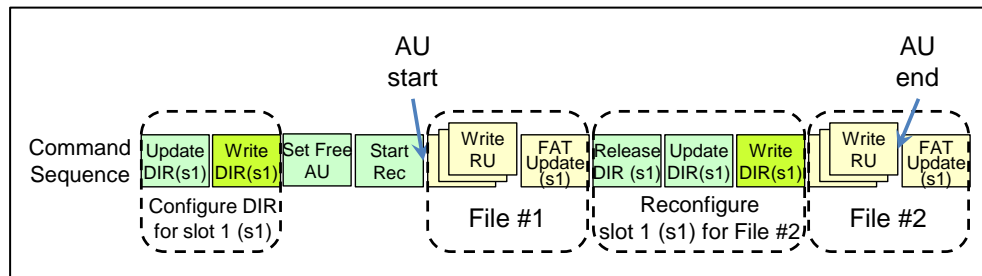 AU
start
AU
end
Command
Sequence
Update
DIR(s1)
Write
DIR(s1)
Set Free
AU
Start
Rec
Write
RU
FAT
Update
(s1)
Release
DIR (s1)
Update
DIR(s1)
Write
DIR(s1)
Write
RU
FAT
Update
(s1)
Configure DIR
for slot 1 (s1)
File #1
Reconfigure
slot 1 (s1) for File #2
File #2